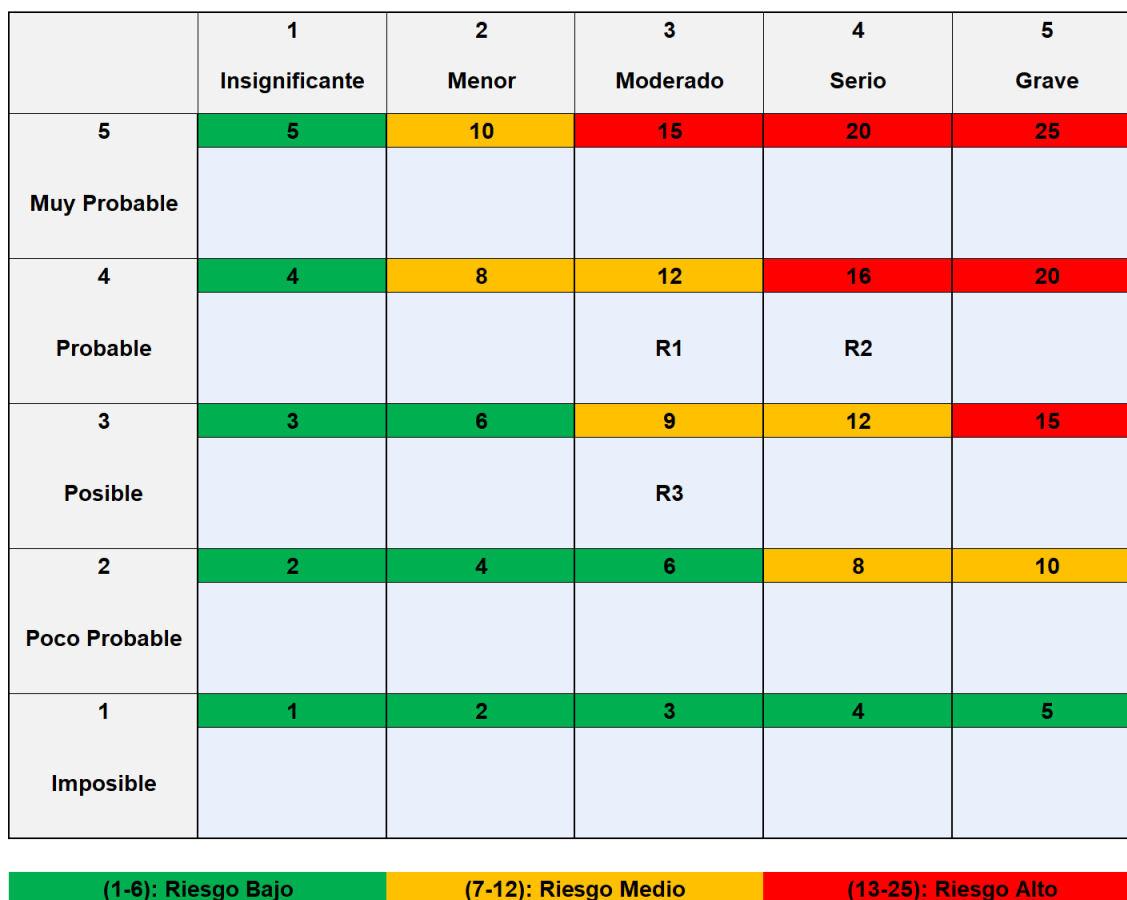 1 2 3 4 5
Insignificante Menor Moderado Serio Grave
5 5 10 15 20 25
Muy Probable
4 4 8 12 16 20
Probable R1 R2
3 3 6 9 12 15
Posible R3
2 2 4 6 8 10
Poco Probable
1 1 2 3 4 5
Imposible
(1-6): Riesgo Bajo (7-12): Riesgo Medio (13-25): Riesgo Alto